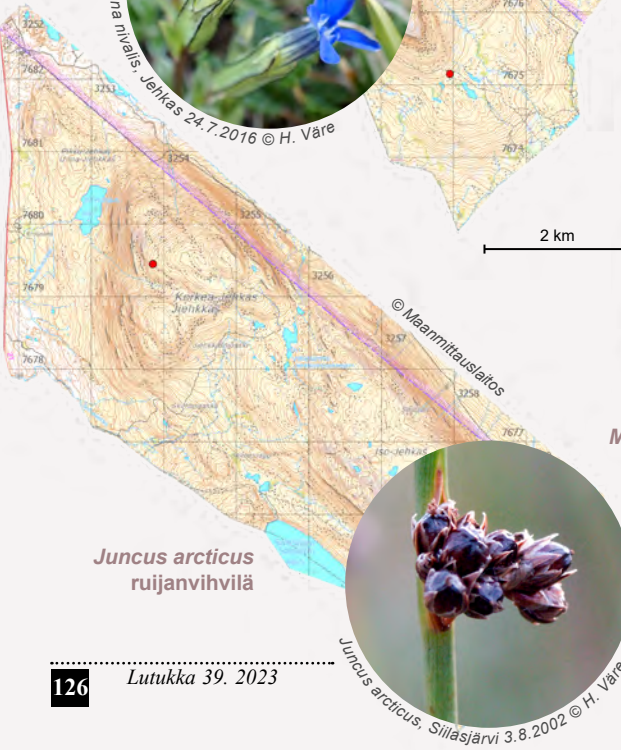 na nivalis, Jehkas 24.7.2016 © H. Väre
7676
7675
7674
2 km
3252
7682
3253
7681
3254
7680
3255
7679
3256
Korkea-Jehkas
Jiehkkáš
© Maanmittauslaitos
3257
7678
3258
7677
Iso-Jehkas
M
Juncus arcticus
ruijanvihvilä
Juncus arcticus, Siilasjärvi 3.8.2002 © H. Väre
126
Lutukka 39. 2023